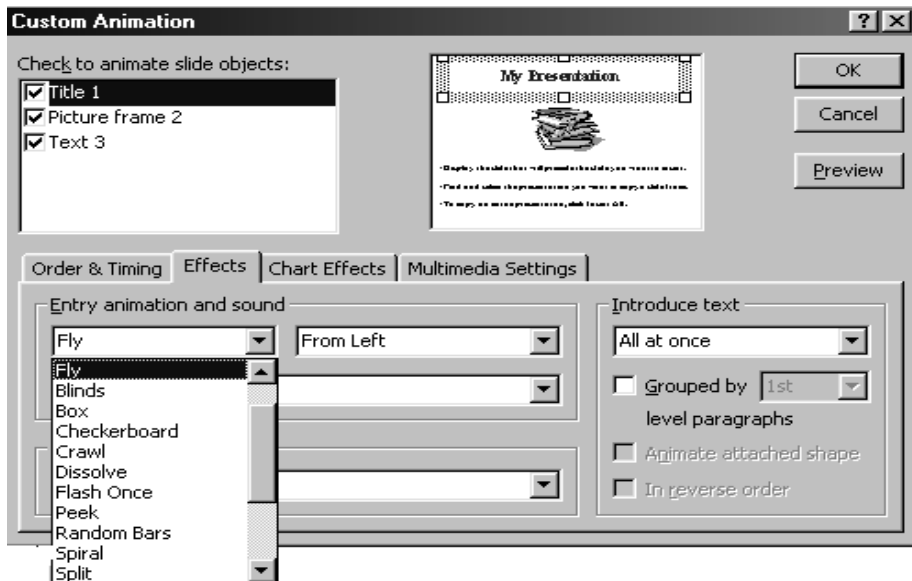 Custom Animation
Check to animate slide objects:
Title 1
Picture frame 2
Text 3
My Presentation
OK
Cancel
Preview
Order & Timing
Effects
Chart Effects
Multimedia Settings
Entry animation and sound
Fly
From Left
Fly
Blinds
Box
Checkerboard
Crawl
Dissolve
Flash Once
Peek
Random Bars
Spiral
Split
Introduce text
All at once
Grouped by 1st
level paragraphs
Animate attached shape
In reverse order